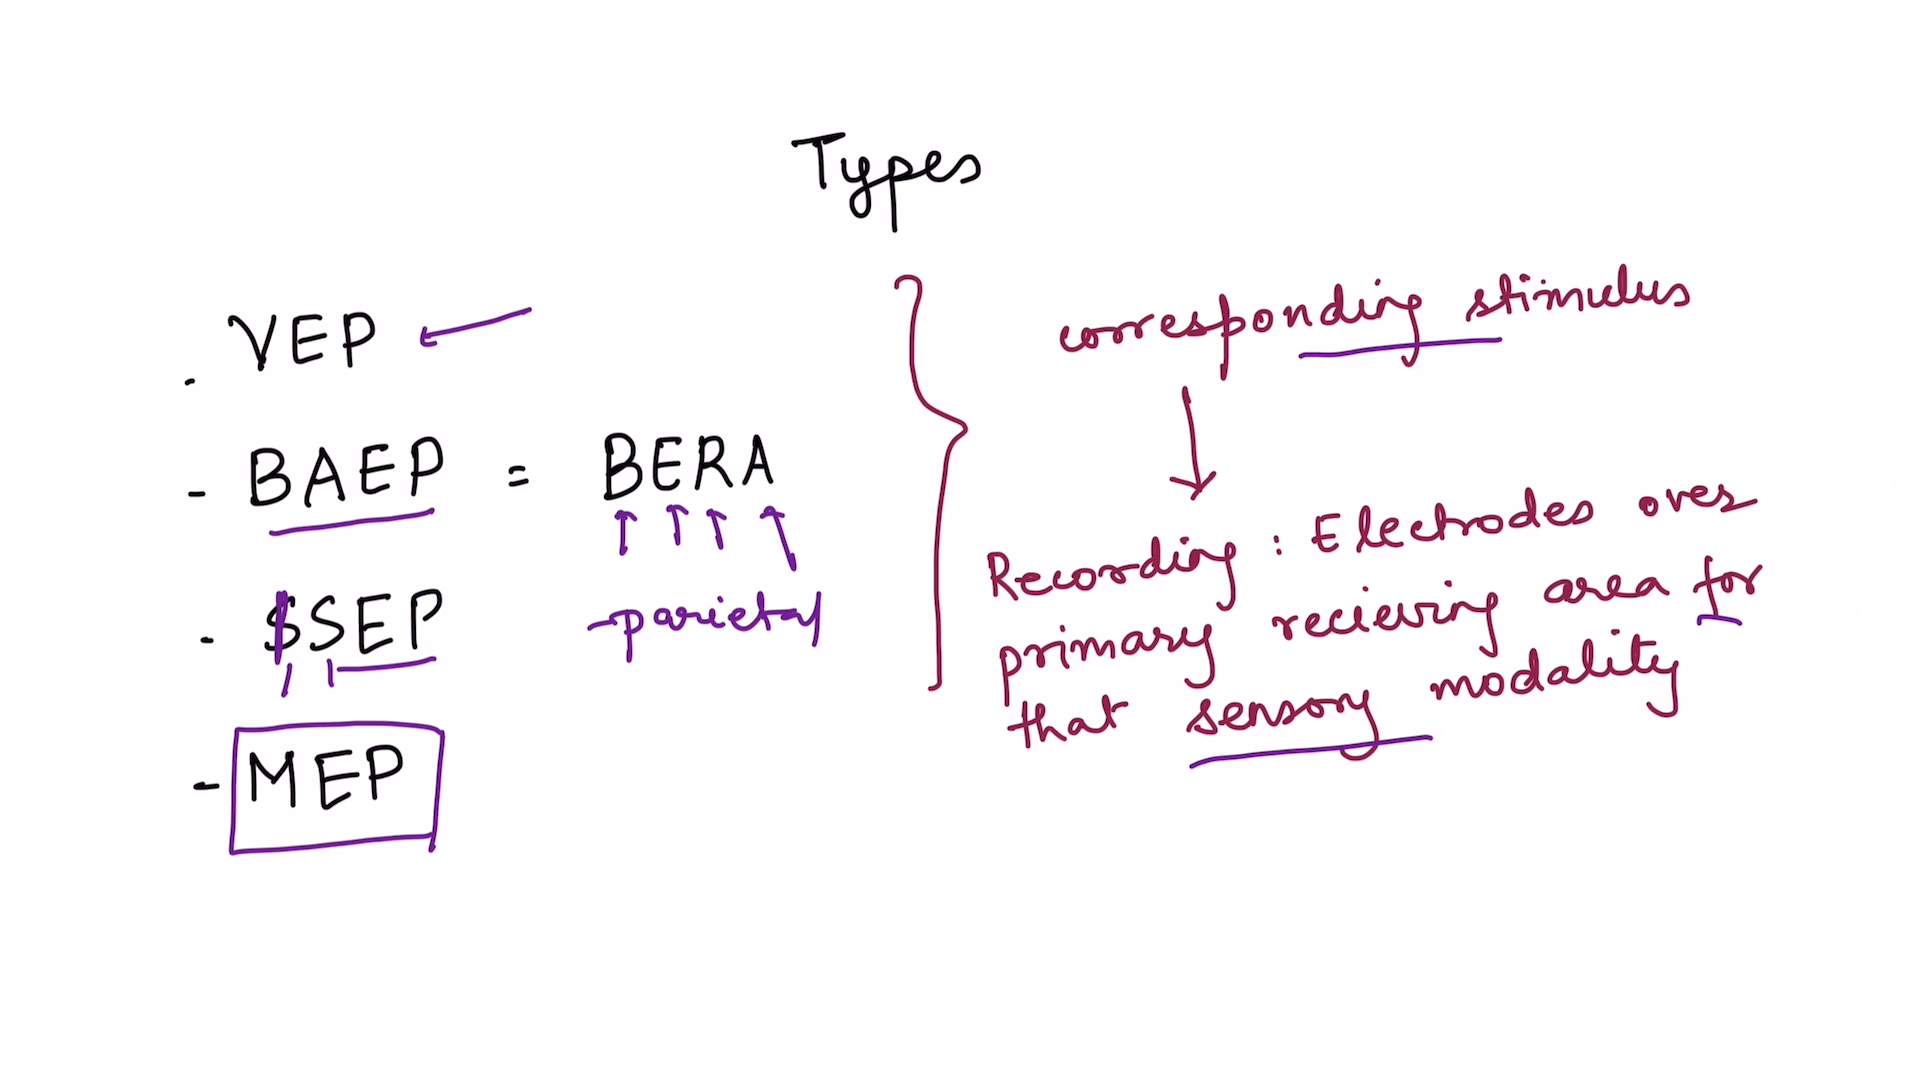 Types
- VEP
- BAEP = BERA
- SSEP
- parietal
- MEP
corresponding stimulus
Recording : Electrodes over
primary recieving area for
that sensory modality